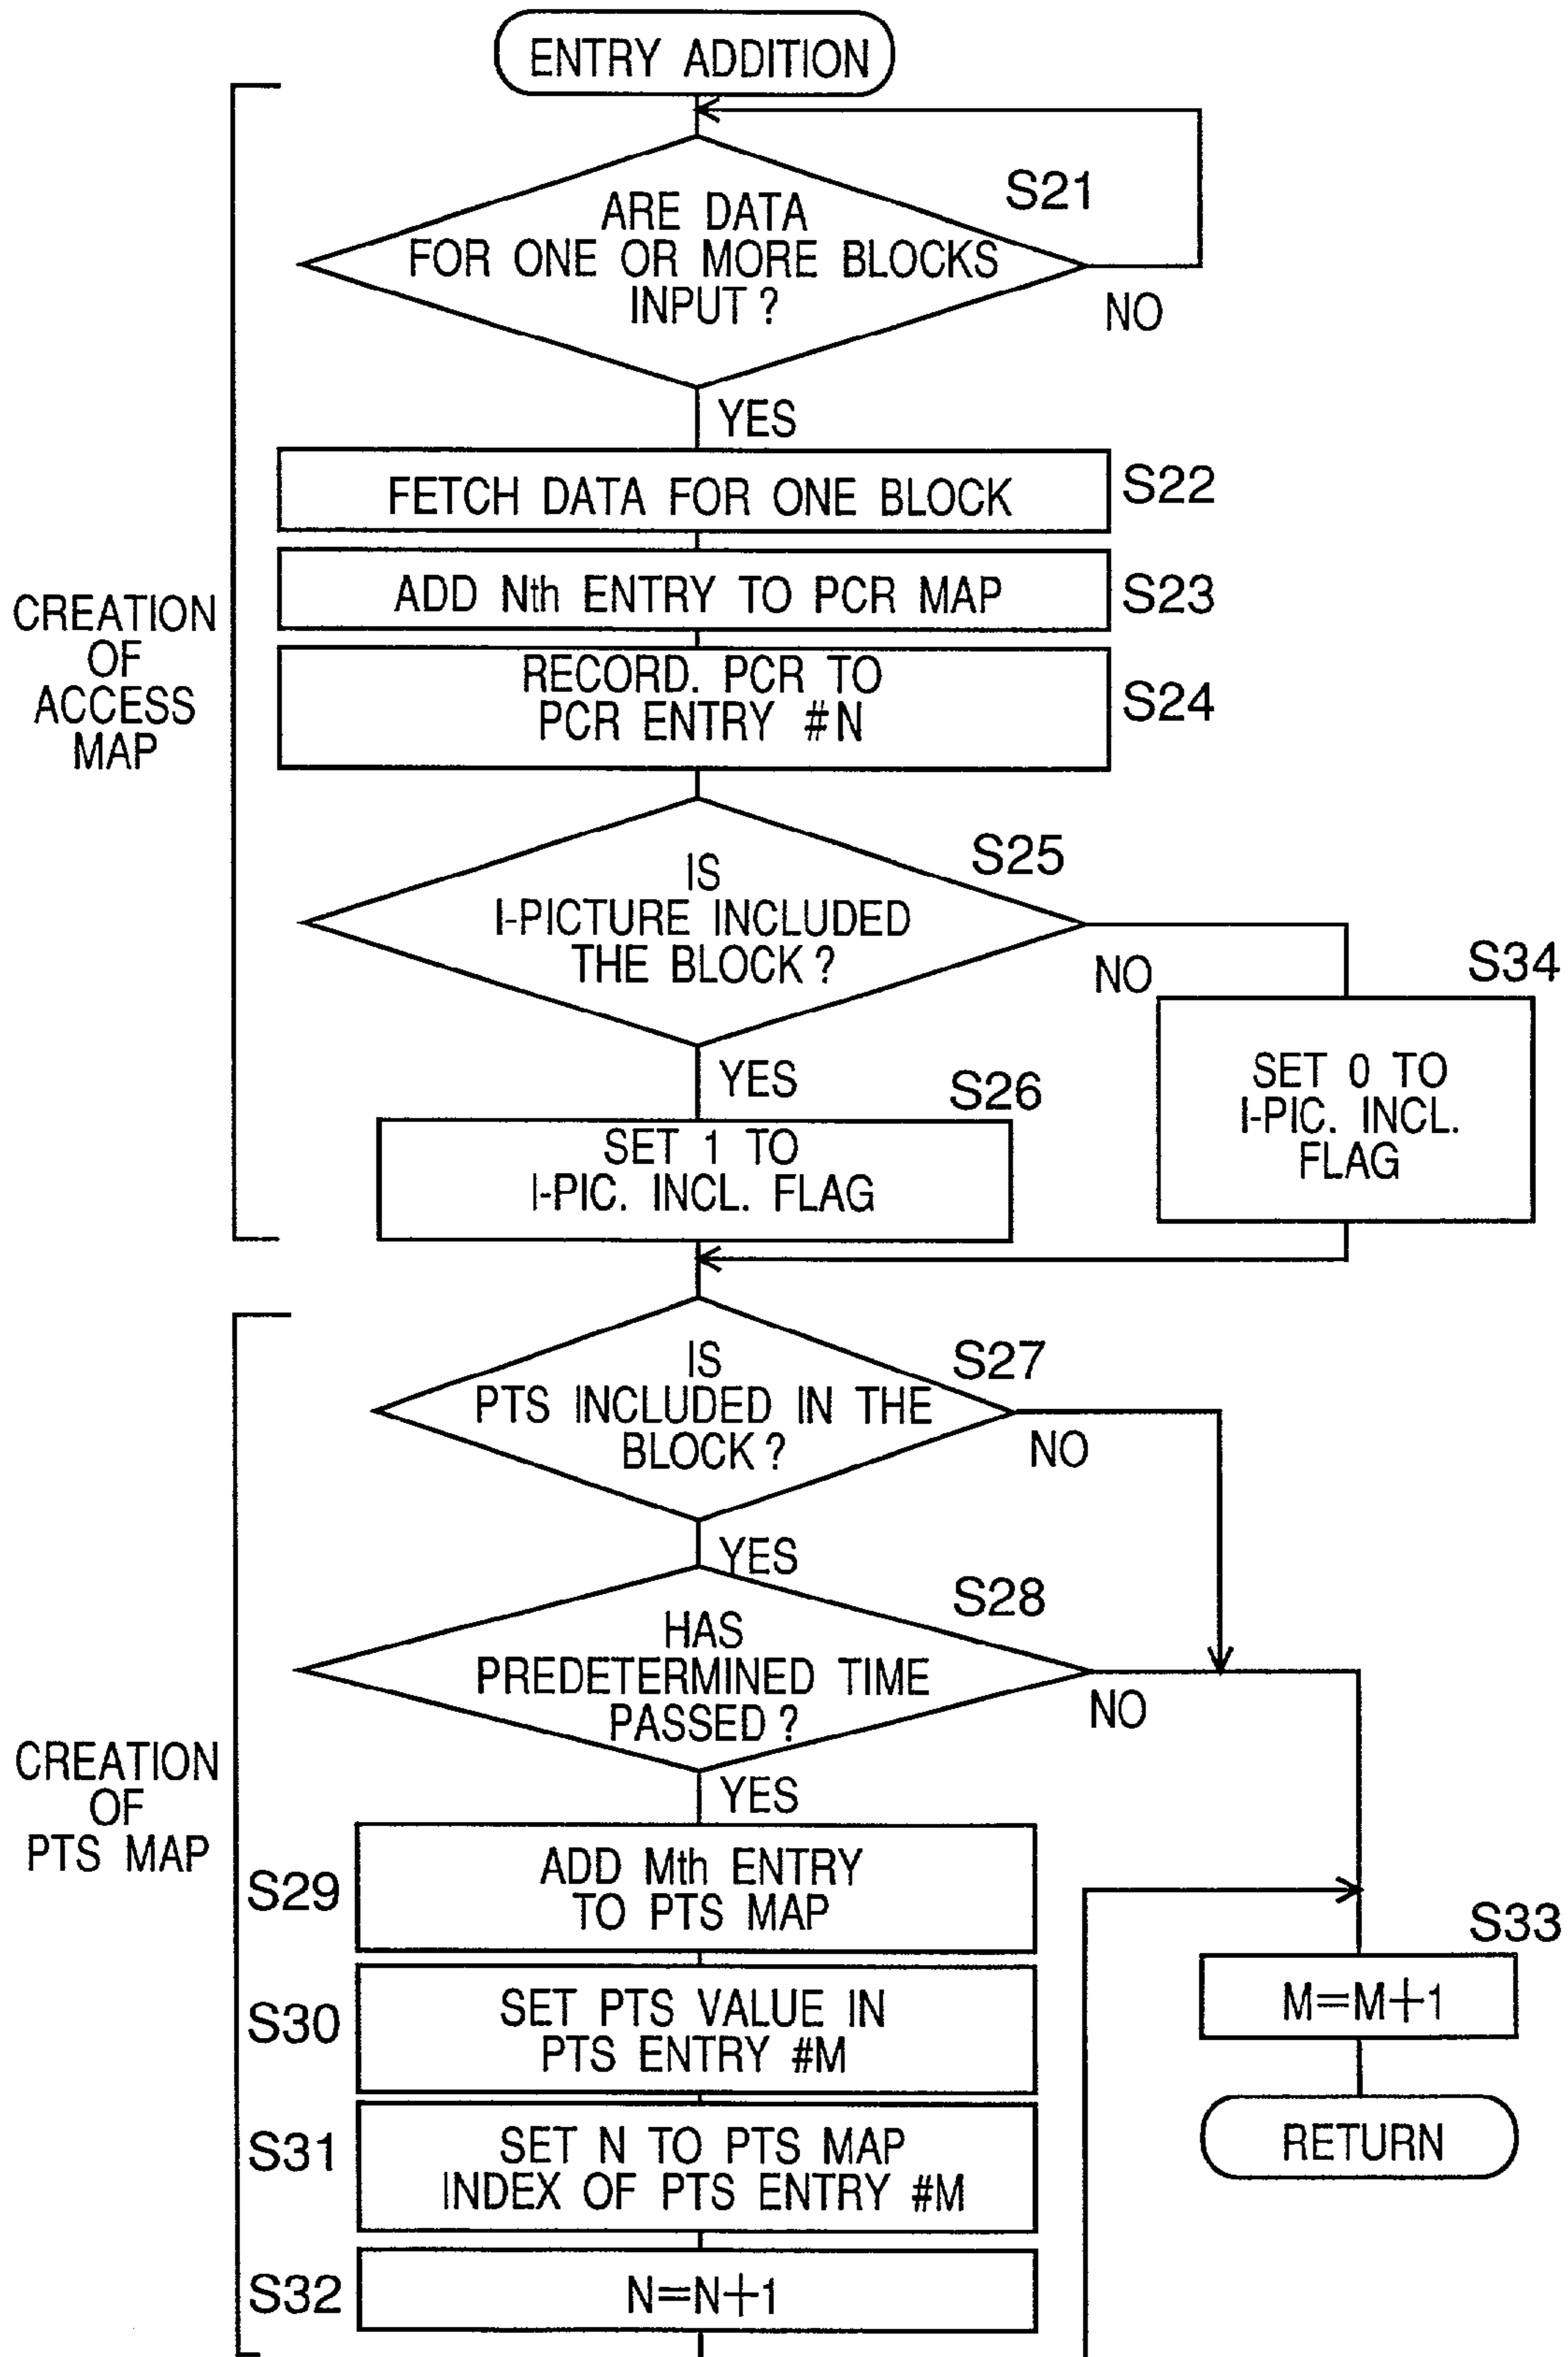 ENTRY ADDITION
S21
ARE DATA
FOR ONE OR MORE BLOCKS
INPUT ?
NO
YES
FETCH DATA FOR ONE BLOCK
S22
ADD Nth ENTRY TO PCR MAP
S23
RECORD. PCR TO
PCR ENTRY #N
S24
CREATION
OF
ACCESS
MAP
S25
IS
I-PICTURE INCLUDED
THE BLOCK ?
NO
S34
YES
S26
SET 1 TO
I-PIC. INCL. FLAG
SET 0 TO
I-PIC. INCL.
FLAG
S27
IS
PTS INCLUDED IN THE
BLOCK ?
NO
YES
S28
HAS
PREDETERMINED TIME
PASSED ?
NO
YES
CREATION
OF
PTS MAP
S29
ADD Mth ENTRY
TO PTS MAP
S30
SET PTS VALUE IN
PTS ENTRY #M
S31
SET N TO PTS MAP
INDEX OF PTS ENTRY #M
S32
N=N+1
S33
M=M+1
RETURN